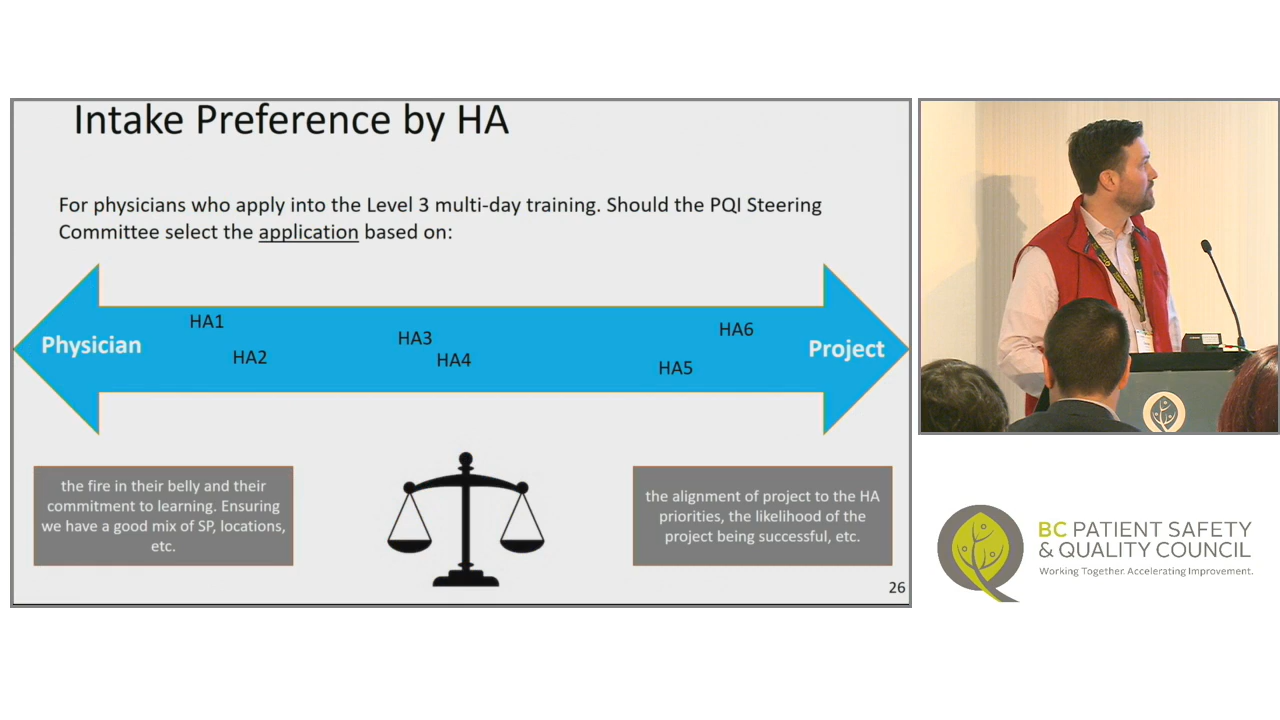 Intake Preference by HA
For physicians who apply into the Level 3 multi-day training. Should the PQI Steering
Committee select the application based on:
Physician
HA1
HA2
HA3
HA4
HA5
HA6
Project
the fire in their belly and their
commitment to learning. Ensuring
we have a good mix of SP, locations,
etc.
the alignment of project to the HA
priorities, the likelihood of the
project being successful, etc.
26
BC PATIENT SAFETY
& QUALITY COUNCIL
Working Together. Accelerating Improvement.